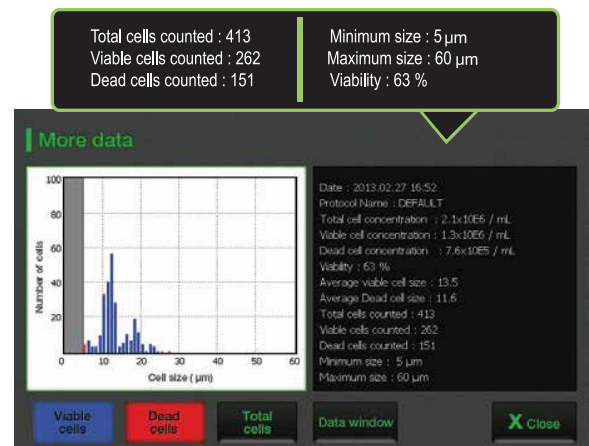 Total cells counted : 413
Viable cells counted : 262
Dead cells counted : 151
Minimum size : 5 µm
Maximum size : 60 µm
Viability : 63 %
More data
100
80
60
40
20
0 10 20 30 40 50 60
Number of cells
Cell size ( µm)
Date : 2013.02.27 16:52
Protocol Name : DEFAULT
Total cell concentration : 2.1x10E6 / mL
Viable cell concentration : 1.3x10E6 / mL
Dead cell concentration : 7.6x10E5 / mL
Viability : 63 %
Average viable cell size : 13.5
Average Dead cell size : 11.6
Total cells counted : 413
Viable cells counted : 262
Dead cells counted : 151
Minimum size : 5 µm
Maximum size : 60 µm
Viable
cells
Dead
cells
Total
cells
Data window
X Close